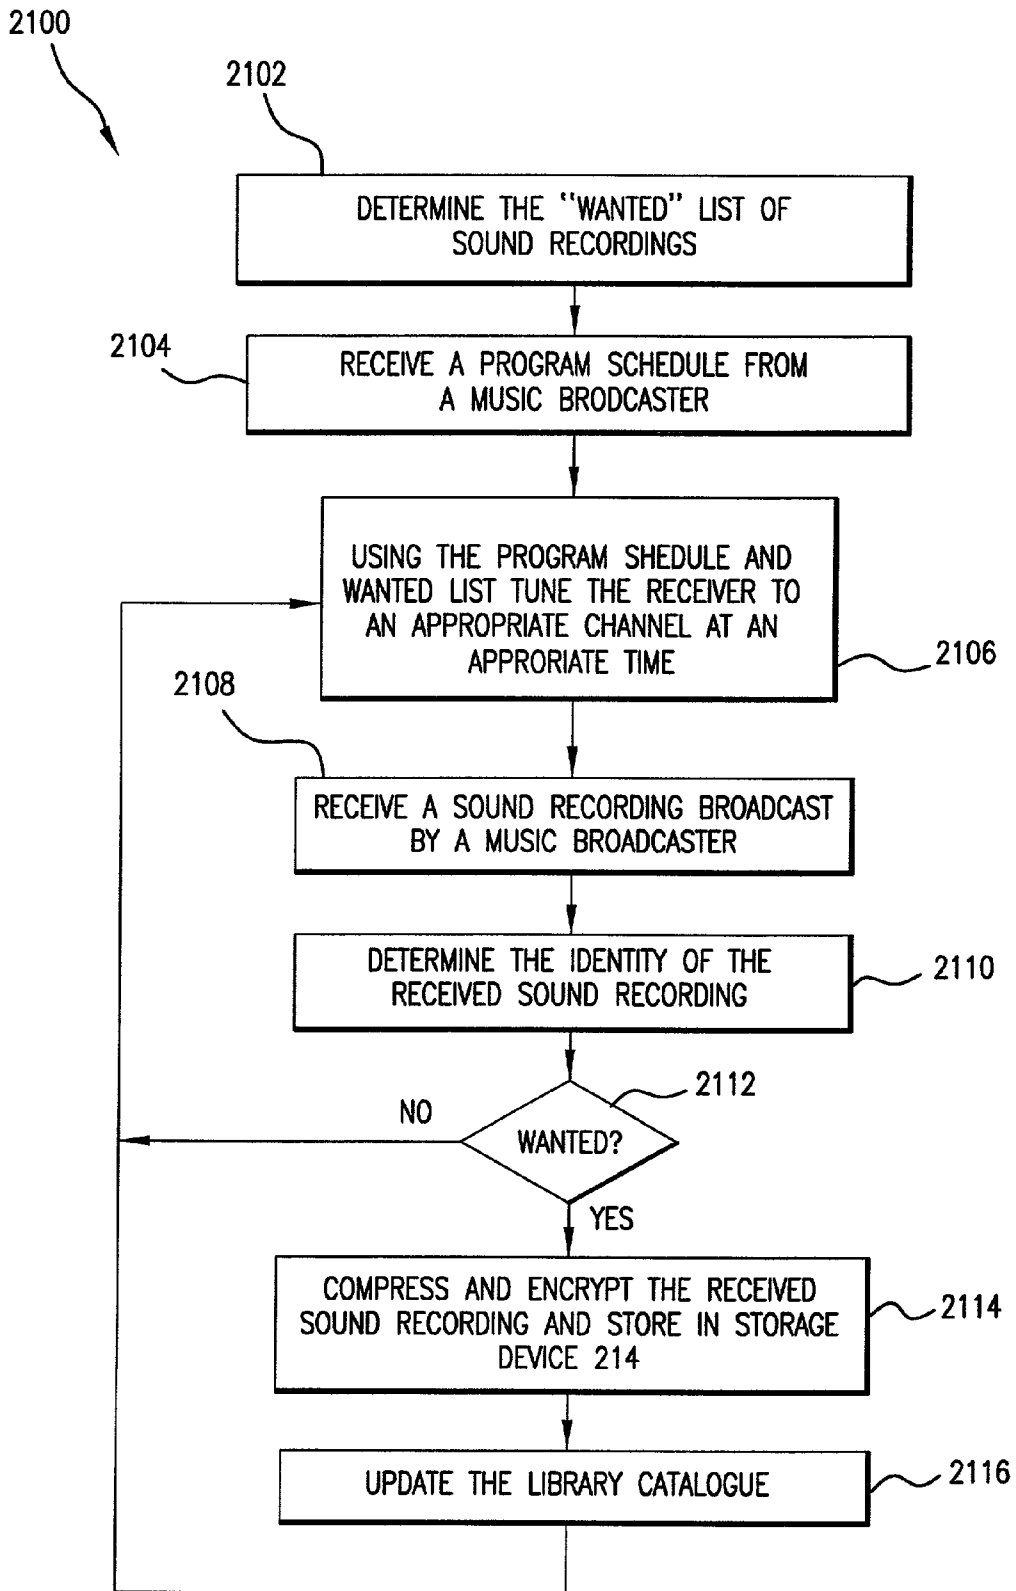 2100
2102
DETERMINE THE "WANTED" LIST OF
SOUND RECORDINGS
2104
RECEIVE A PROGRAM SCHEDULE FROM
A MUSIC BRODCASTER
USING THE PROGRAM SHEDULE AND
WANTED LIST TUNE THE RECEIVER TO
AN APPROPRIATE CHANNEL AT AN
APPRORIATE TIME
2106
2108
RECEIVE A SOUND RECORDING BROADCAST
BY A MUSIC BROADCASTER
DETERMINE THE IDENTITY OF THE
RECEIVED SOUND RECORDING
2110
2112
NO
WANTED?
YES
COMPRESS AND ENCRYPT THE RECEIVED
SOUND RECORDING AND STORE IN STORAGE
DEVICE 214
2114
UPDATE THE LIBRARY CATALOGUE
2116